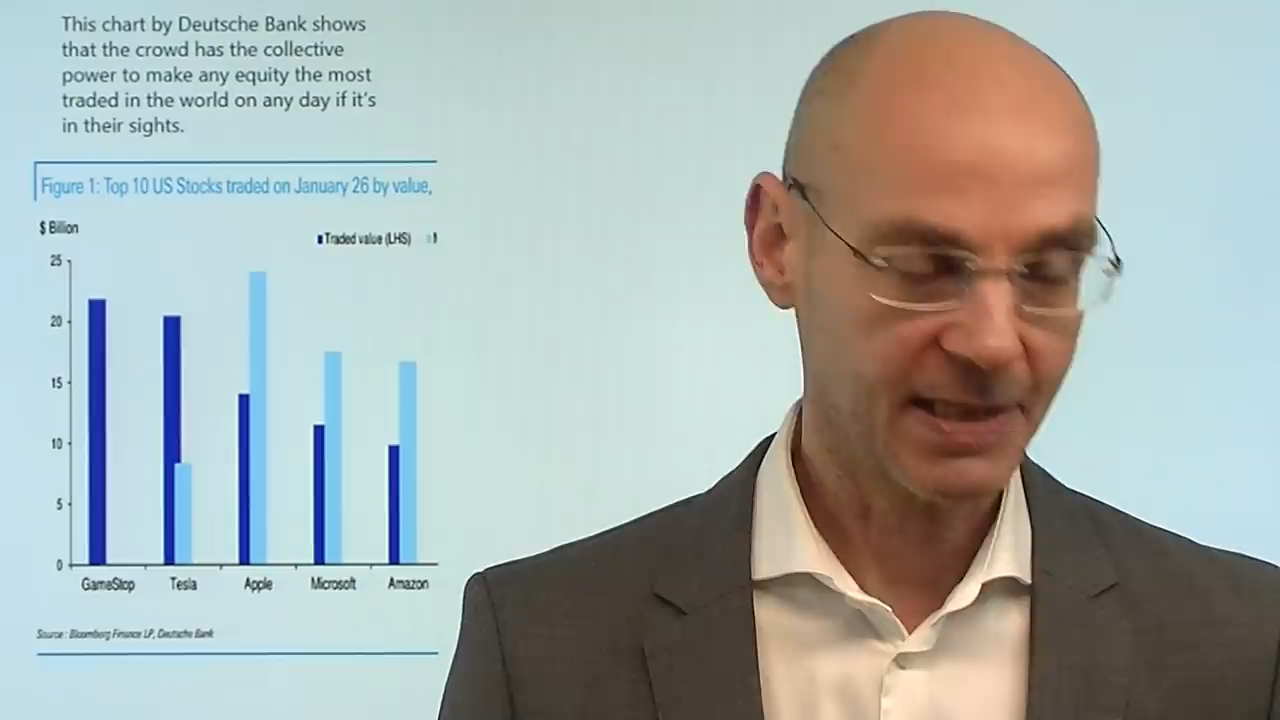 This chart by Deutsche Bank shows
that the crowd has the collective
power to make any equity the most
traded in the world on any day if it's
in their sights.
Figure 1: Top 10 US Stocks traded on January 26 by value,
$ Billion
Traded value (LHS)
25
20
15
10
5
0
GameStop Tesla Apple Microsoft Amazon
Source: Bloomberg Finance LP, Deutsche Bank